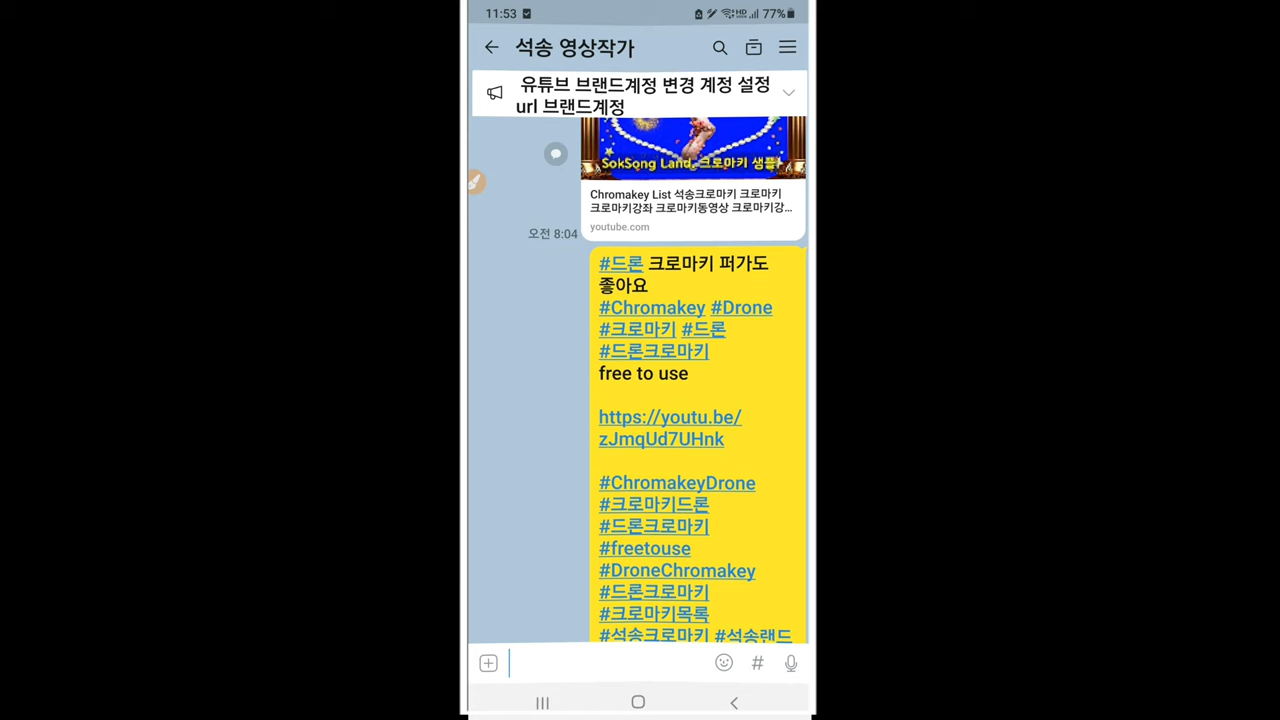 11:53
77%
석송 영상작가
유튜브 브랜드계정 변경 계정 설정
url 브랜드계정
SokSong Land 크로마키 샘플
Chromakey List 석송크로마키 크로마키
크로마키강좌 크로마키동영상 크로마키강...
youtube.com
오전 8:04
#드론 크로마키 퍼가도
좋아요
#Chromakey #Drone
#크로마키 #드론
#드론크로마키
free to use
https://youtu.be/
zJmqUd7UHnk
#ChromakeyDrone
#크로마키드론
#드론크로마키
#freetouse
#DroneChromakey
#드론크로마키
#크로마키목록
#석송크로마키 #석송랜드